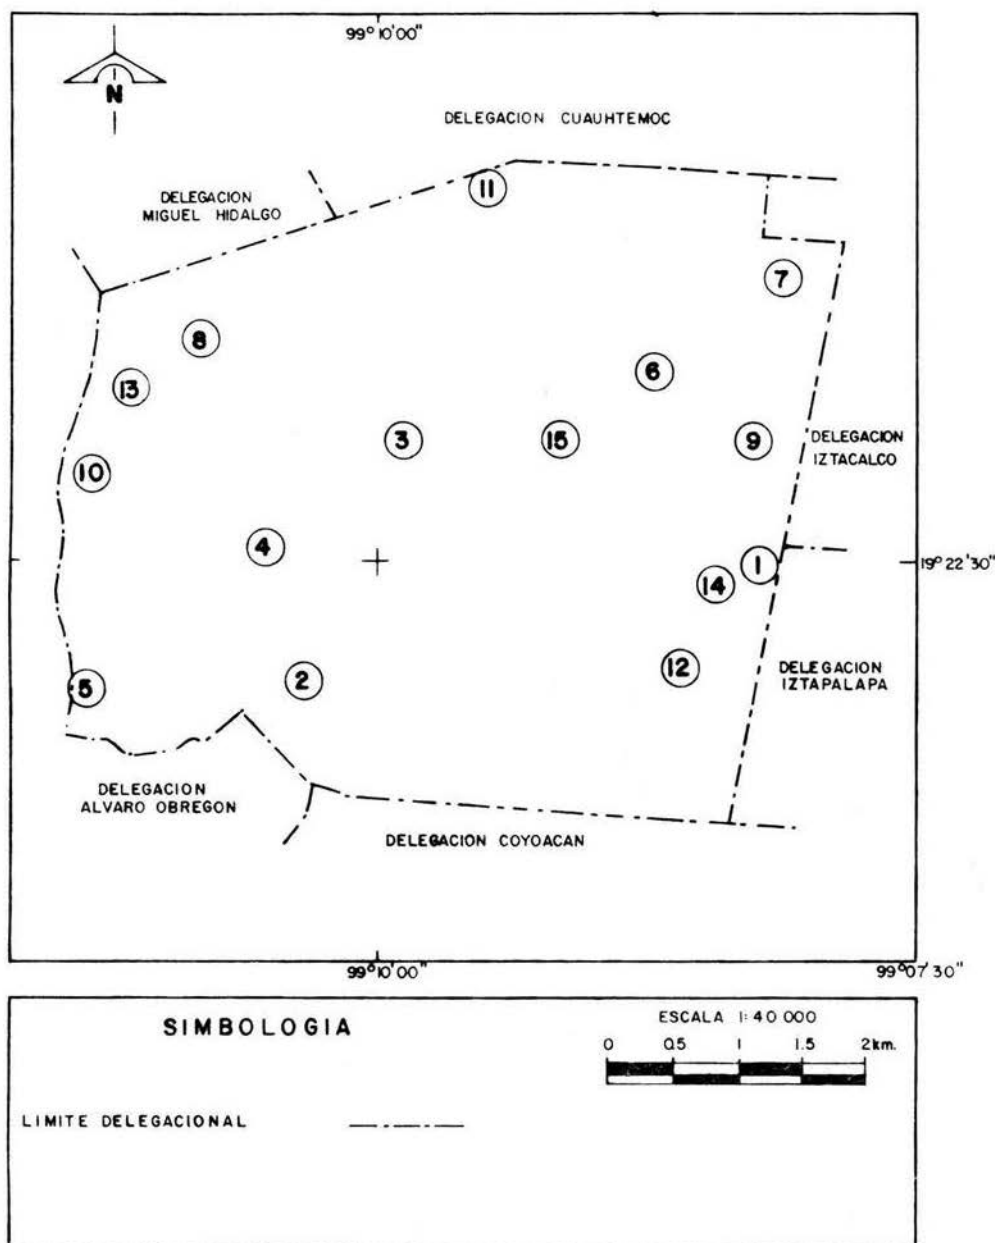 99° 10'00"
N
DELEGACION CUAUHTEMOC
DELEGACION
MIGUEL HIDALGO
11
7
8
6
13
3
15
9
DELEGACION
IZTACALCO
10
4
1
19° 22'30"
14
12
DELEGACION
IZTAPALAPA
5
2
DELEGACION
ALVARO OBREGON
DELEGACION COYOACAN
99° 10'00"
99° 07'30"
SIMBOLOGIA
ESCALA 1:40 000
0 0.5 1 1.5 2 km.
LIMITE DELEGACIONAL